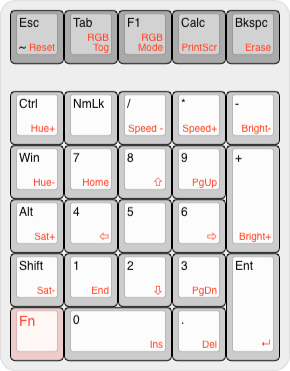 Esc Tab F1 Calc Bkspc
~ Reset RGB Tog RGB Mode PrintScr Erase
Ctrl NmLk / * -
Hue+ Speed - Speed+ Bright-
Win 7 8 9 +
Hue- Home ⇧ PgUp
Alt 4 5 6
Sat+ ⇦ ⇨ Bright+
Shift 1 2 3 Ent
Sat- End ⇩ PgDn
Fn 0 .
Ins Del ↵